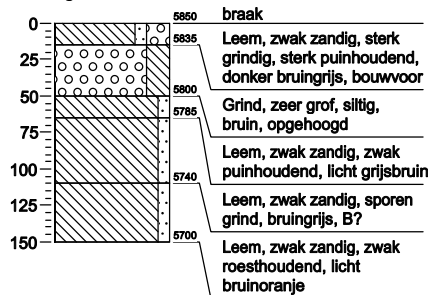 0
25
50
75
100
125
150
5850
5835
5800
5785
5740
5700
braak
Leem, zwak zandig, sterk
grindig, sterk puinhoudend,
donker bruingrijs, bouwvoor
Grind, zeer grof, siltig,
bruin, opgehoogd
Leem, zwak zandig, zwak
puinhoudend, licht grijsbruin
Leem, zwak zandig, sporen
grind, bruingrijs, B?
Leem, zwak zandig, zwak
roesthoudend, licht
bruinoranje